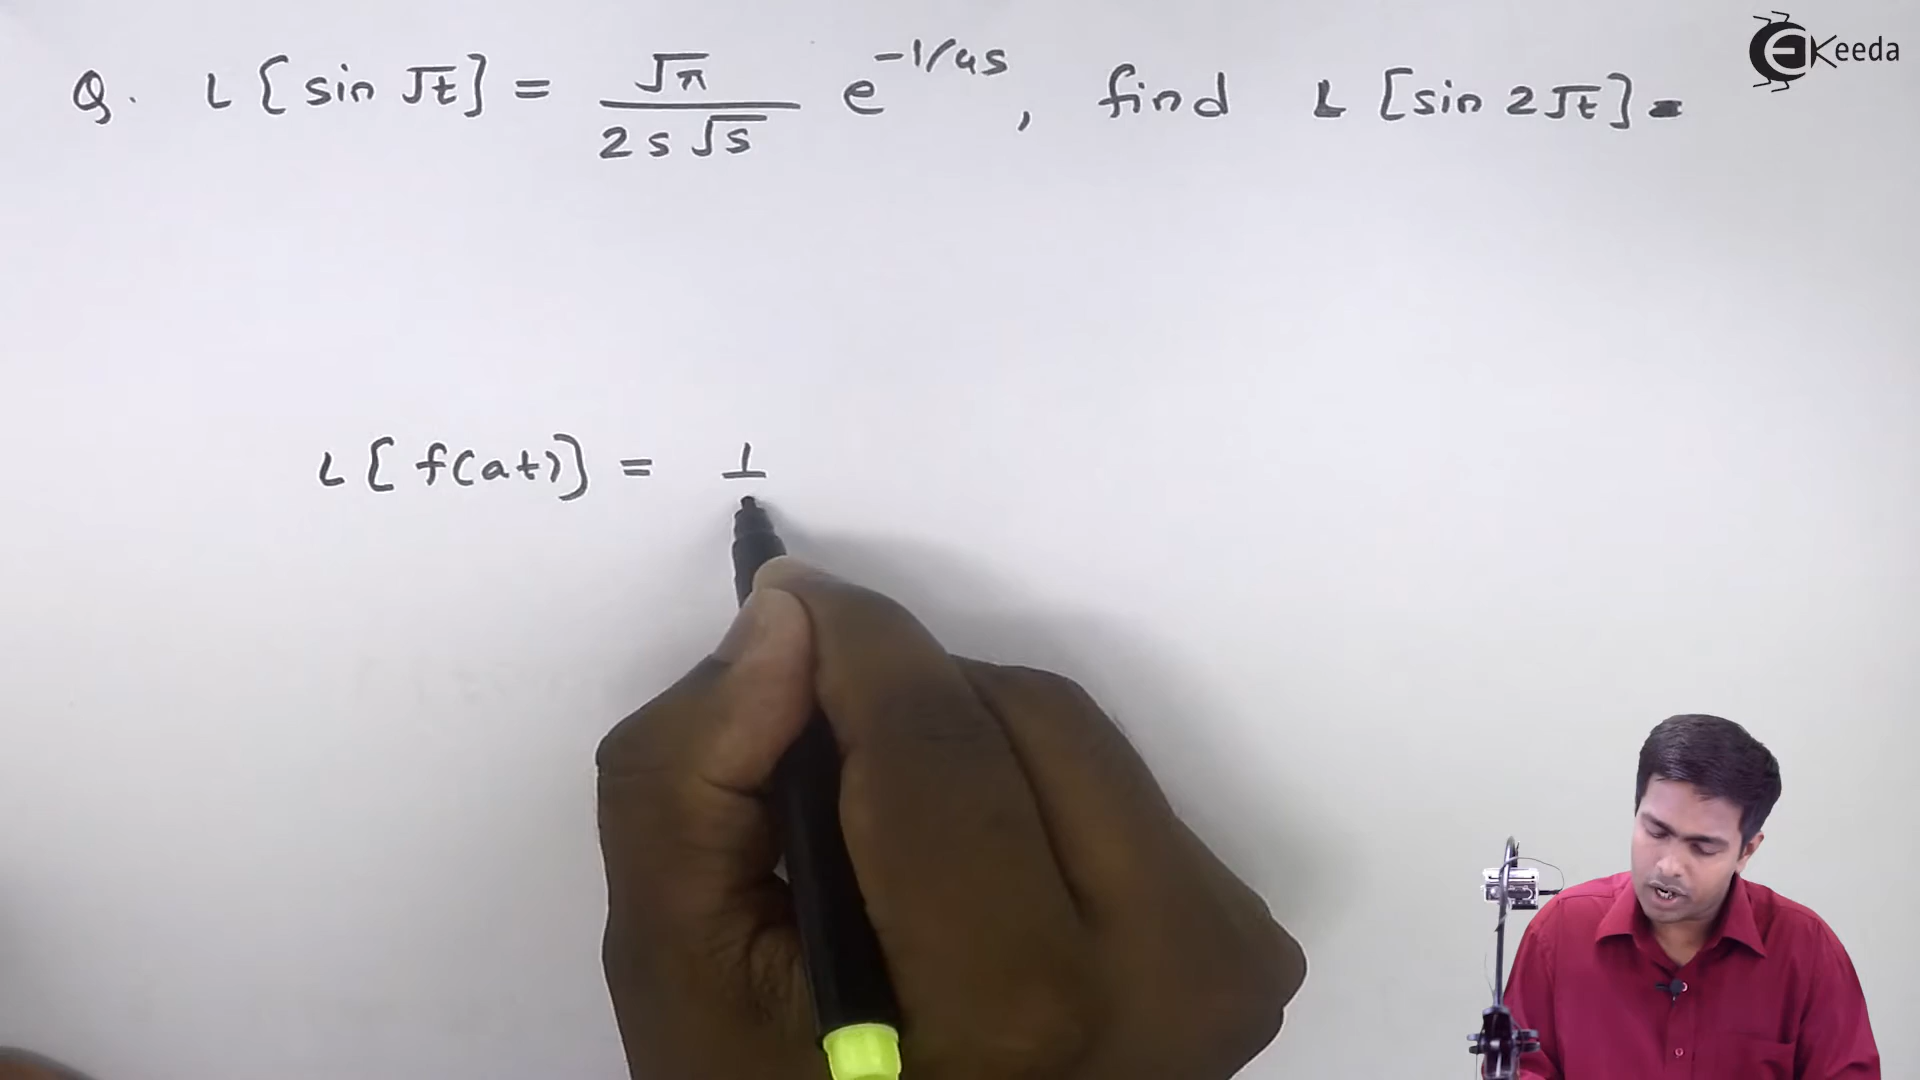 Q. L[sin √t] = √π / 2s√s e^-1/4s, find L[sin 2√t] =
L[f(at)] = 1
EKeeda